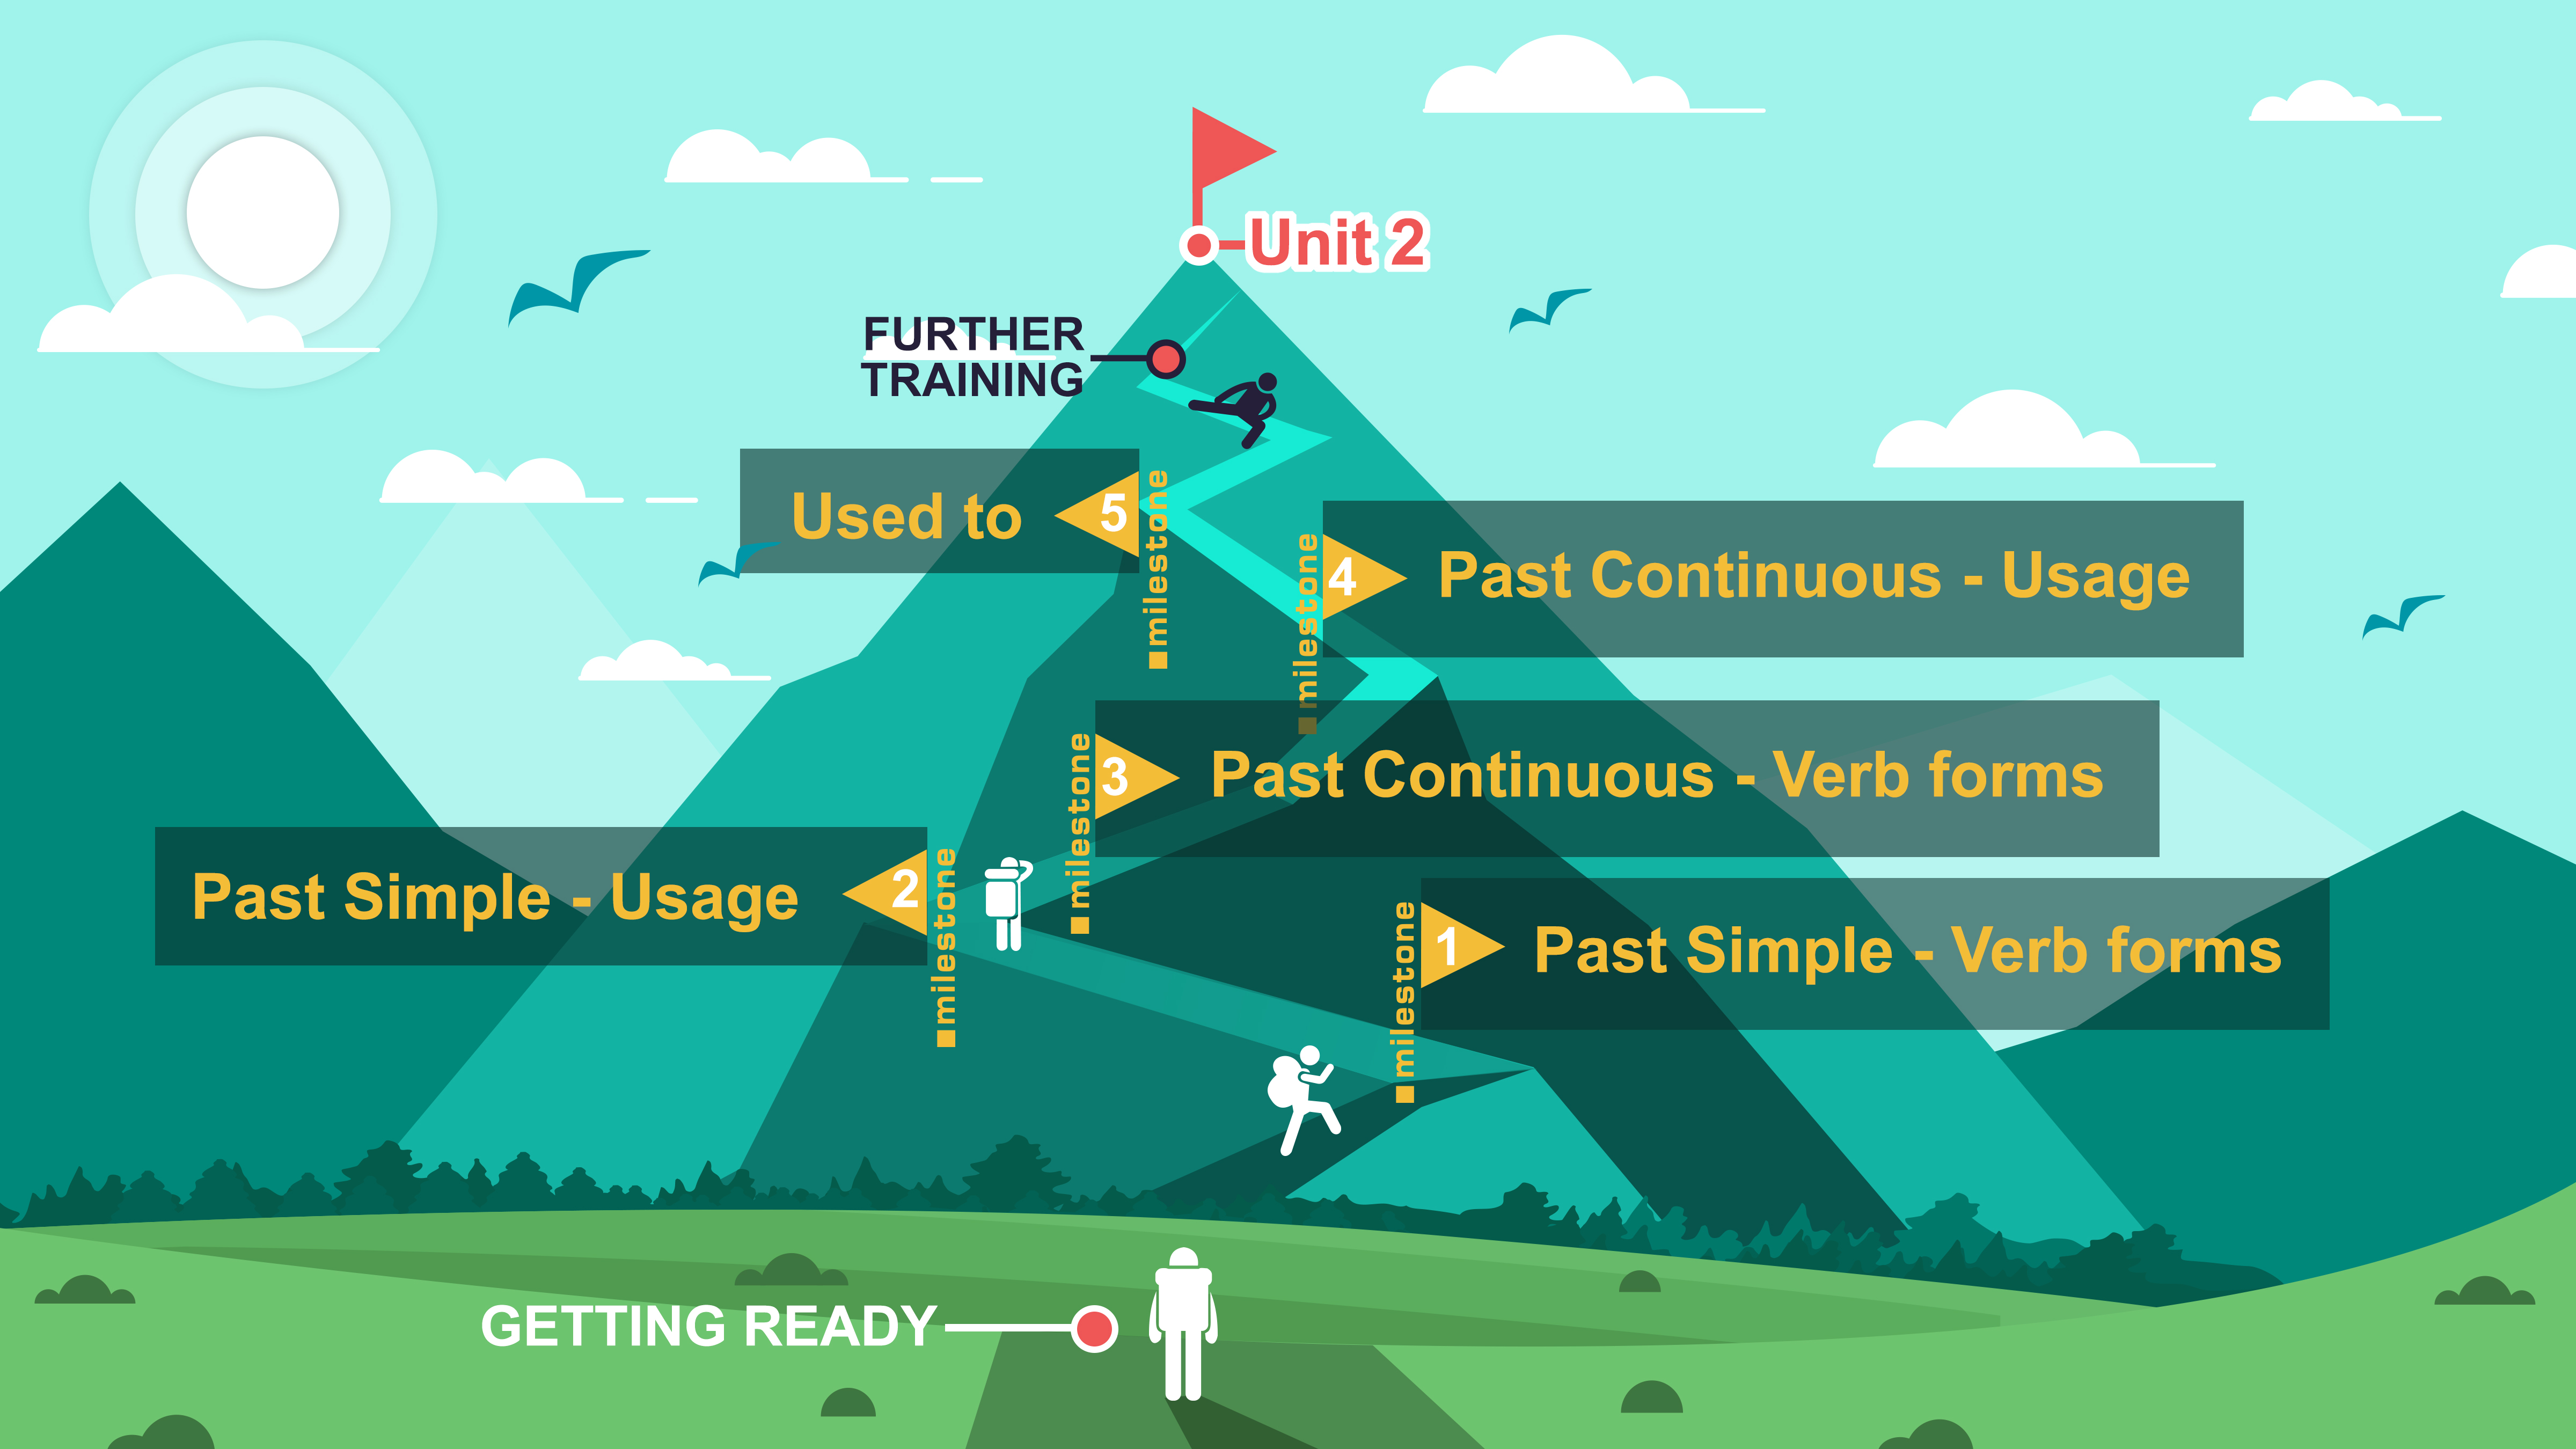 Unit 2
FURTHER
TRAINING
Used to
5
milestone
4
milestone
Past Continuous - Usage
3
milestone
Past Continuous - Verb forms
Past Simple - Usage
2
milestone
1
milestone
Past Simple - Verb forms
GETTING READY